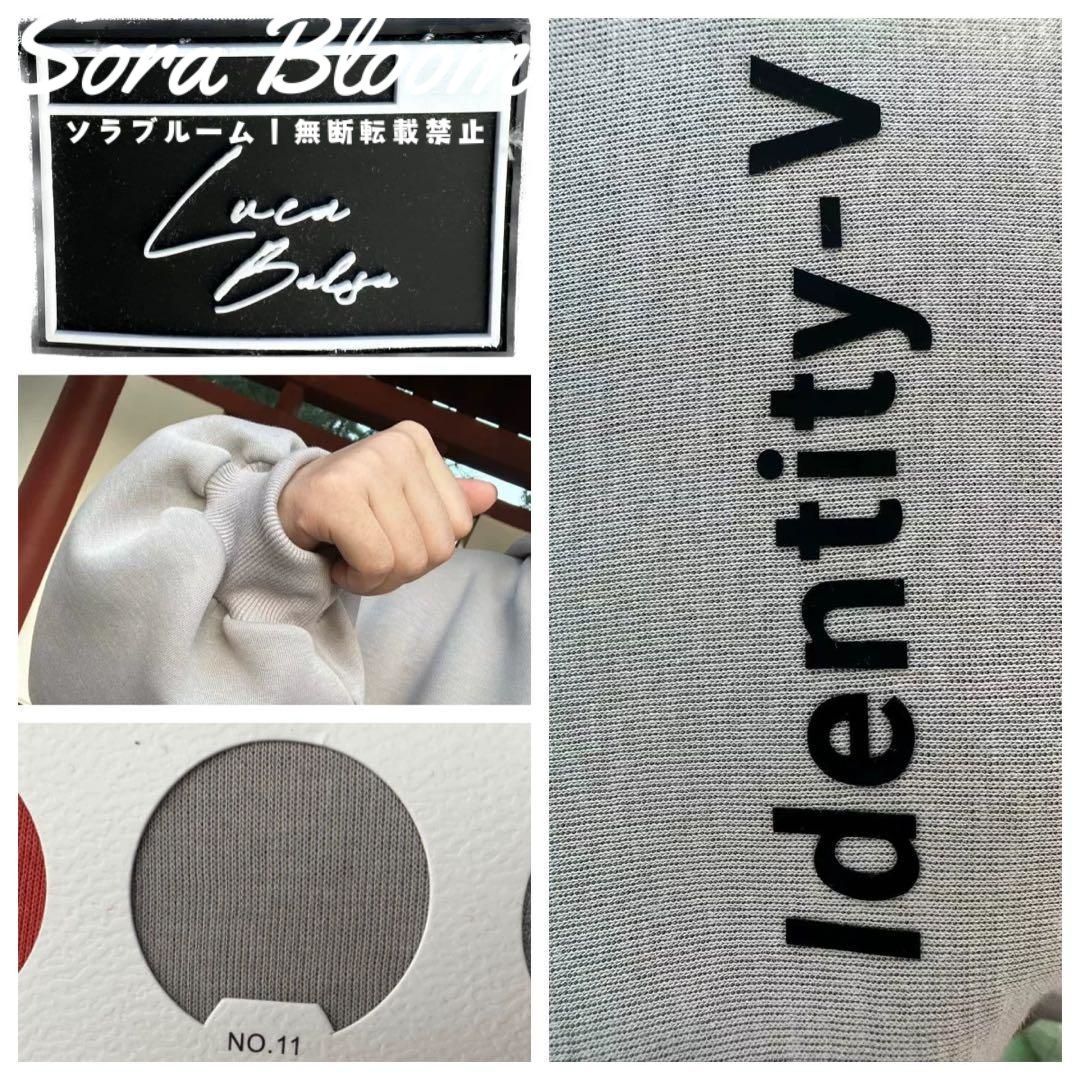 Sora Bloom
ソラブルーム | 無断転載禁止
Luca
Balsa
NO.11
Identity-V